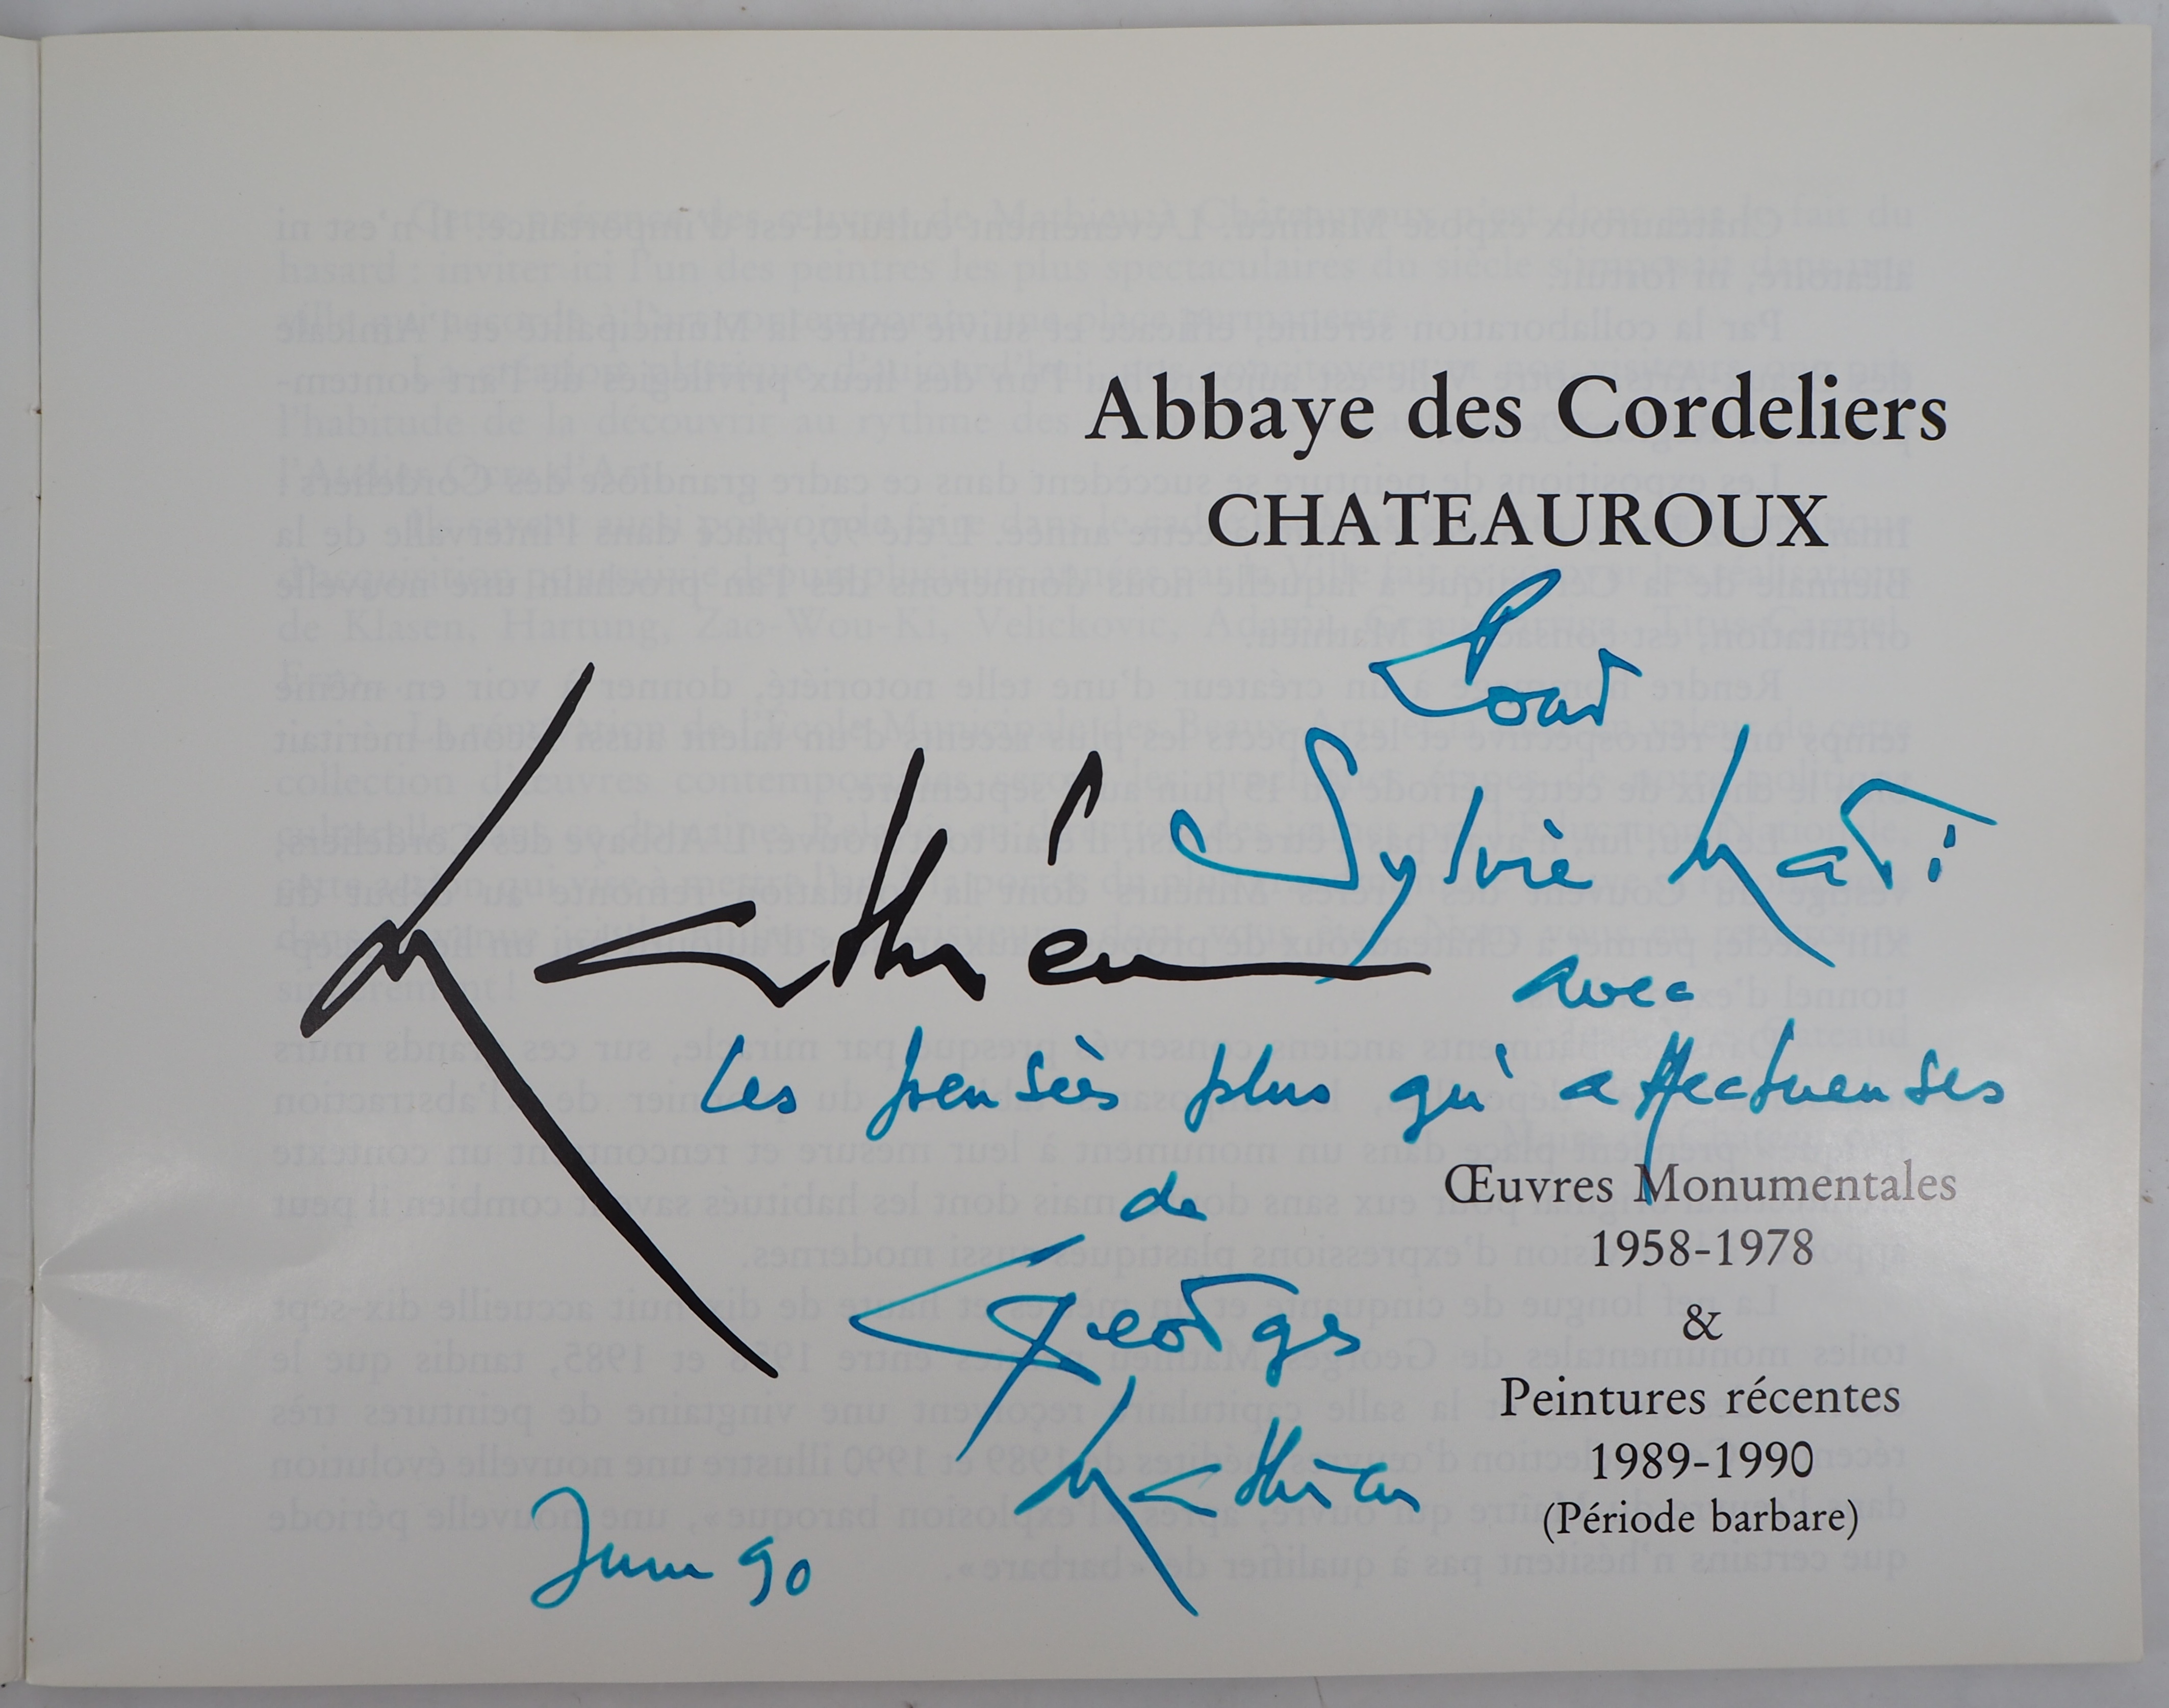 Abbaye des Cordeliers
CHATEAUROUX
Pour
Sylvie
Mathieu
avec
les pensées plus qu'affectueuses
de
Georges
Mathieu
Juin 90
Œuvres Monumentales
1958-1978
&
Peintures récentes
1989-1990
(Période barbare)